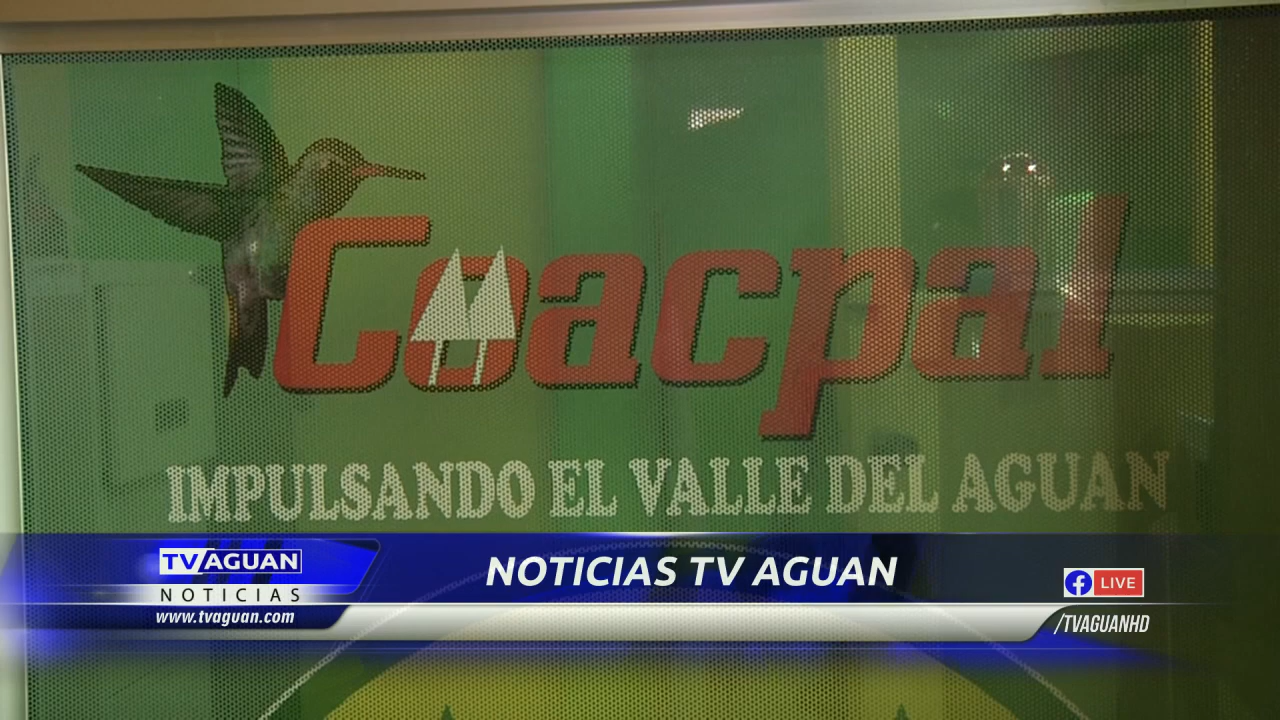 Coacpal
IMPULSANDO EL VALLE DEL AGUAN
TV AGUAN
NOTICIAS
www.tvaguan.com
NOTICIAS TV AGUAN
LIVE
/TVAGUANHD